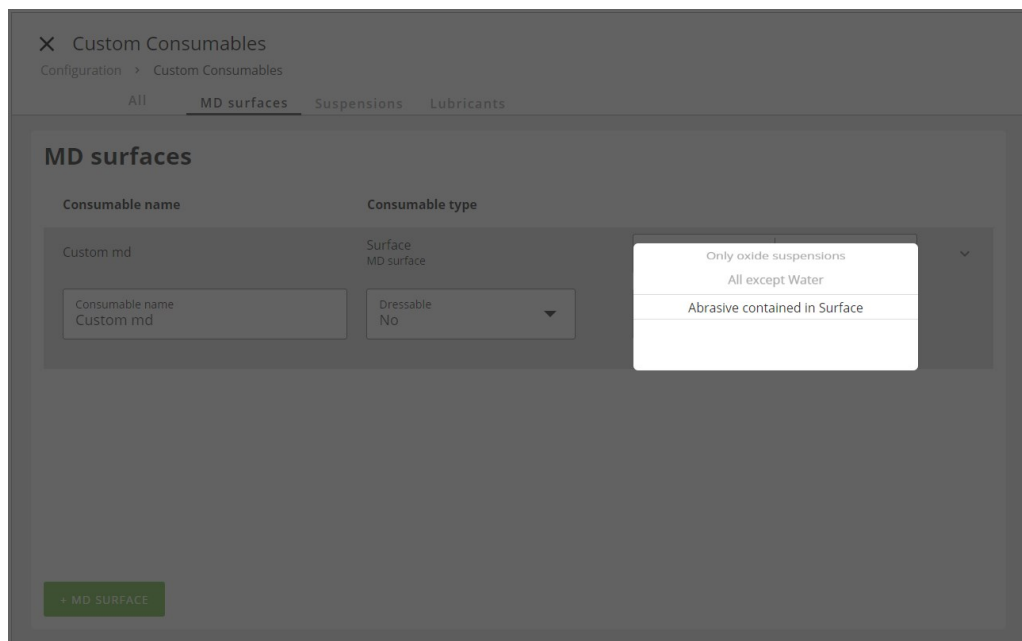 Custom Consumables
Configuration > Custom Consumables
All MD surfaces Suspensions Lubricants
MD surfaces
Consumable name Consumable type
Custom md
Surface
MD surface
Only oxide suspensions
All except Water
Abrasive contained in Surface
Consumable name
Custom md
Dressable
No
+ MD SURFACE